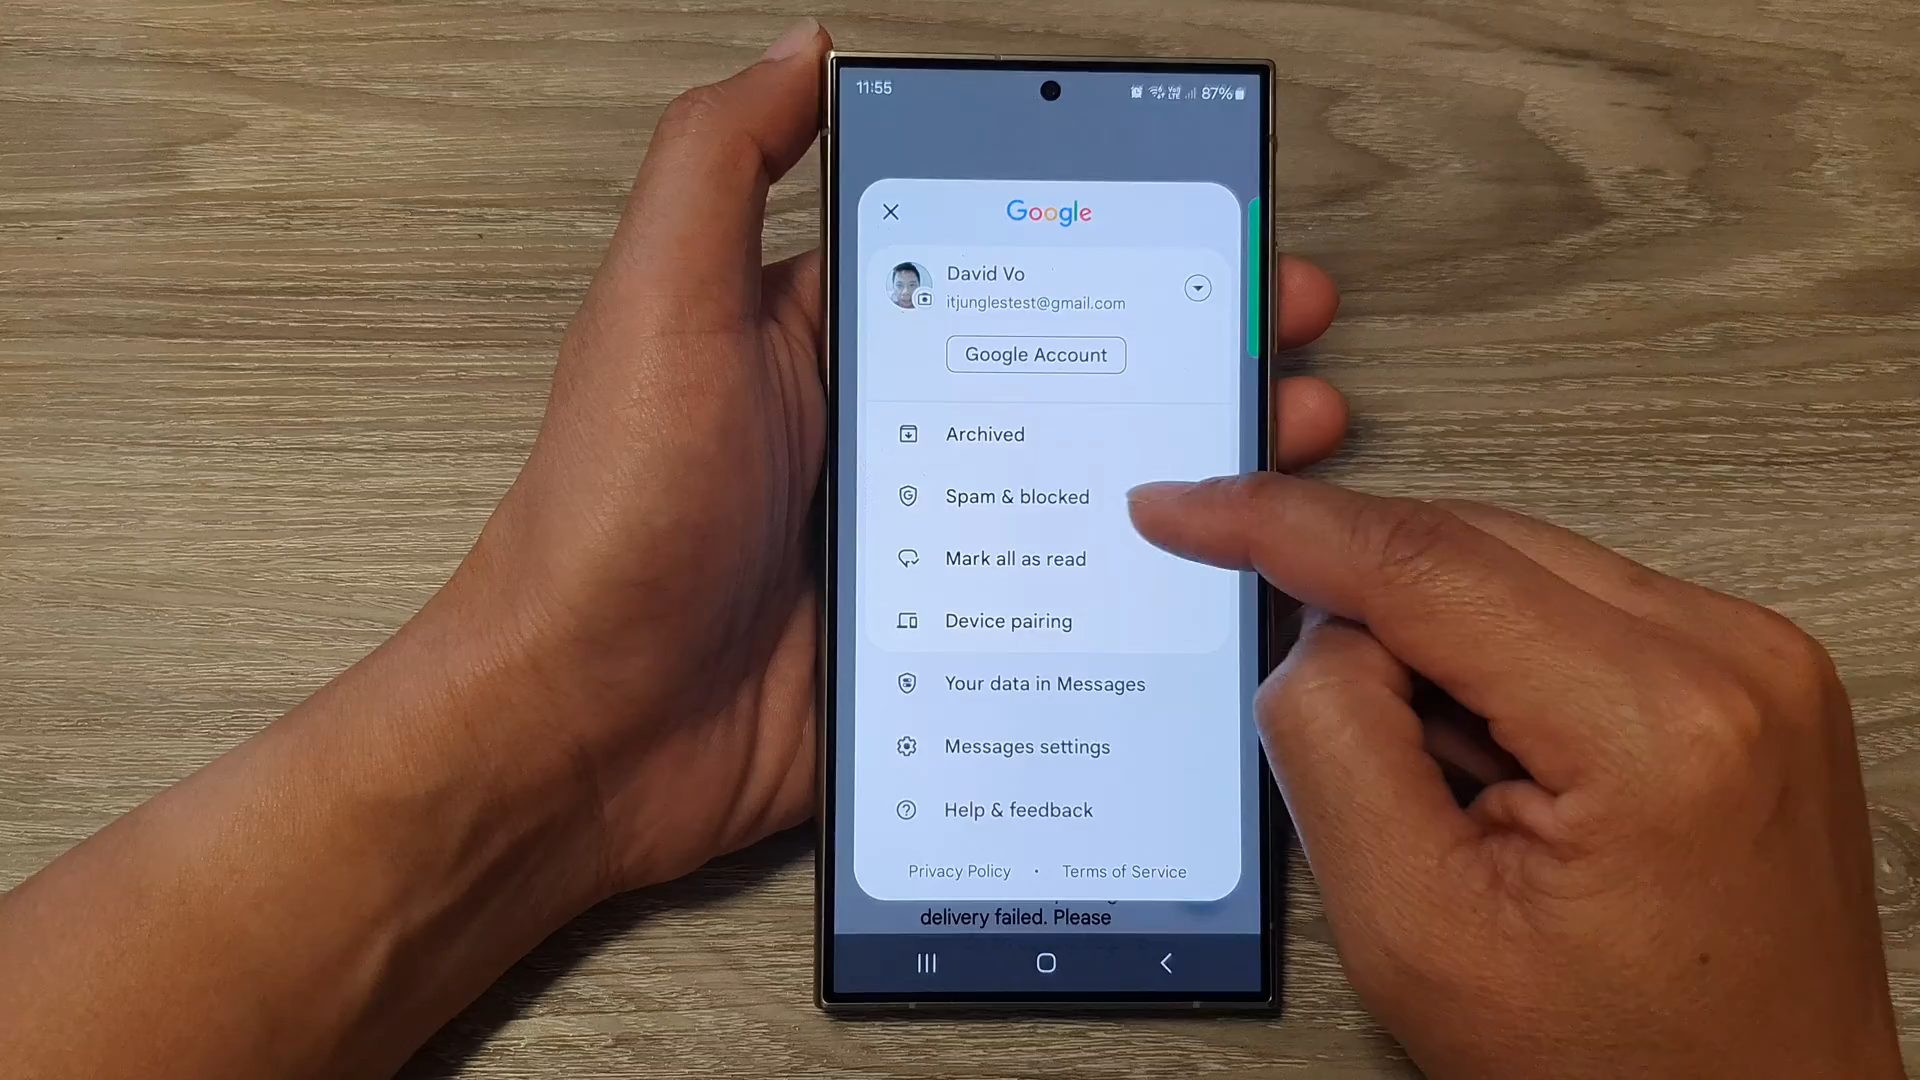 11:55
87%
Google
David Vo
itjunglestest@gmail.com
Google Account
Archived
Spam & blocked
Mark all as read
Device pairing
Your data in Messages
Messages settings
Help & feedback
Privacy Policy • Terms of Service
delivery failed. Please